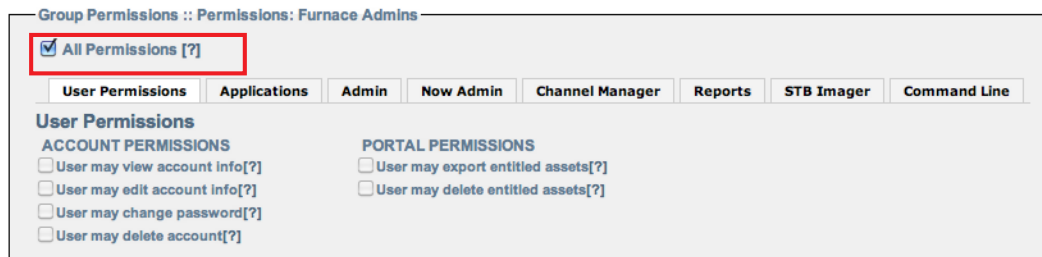 Group Permissions :: Permissions: Furnace Admins
All Permissions [?]
User Permissions Applications Admin Now Admin Channel Manager Reports STB Imager Command Line
User Permissions
ACCOUNT PERMISSIONS PORTAL PERMISSIONS
User may view account info[?] User may export entitled assets[?]
User may edit account info[?] User may delete entitled assets[?]
User may change password[?]
User may delete account[?]